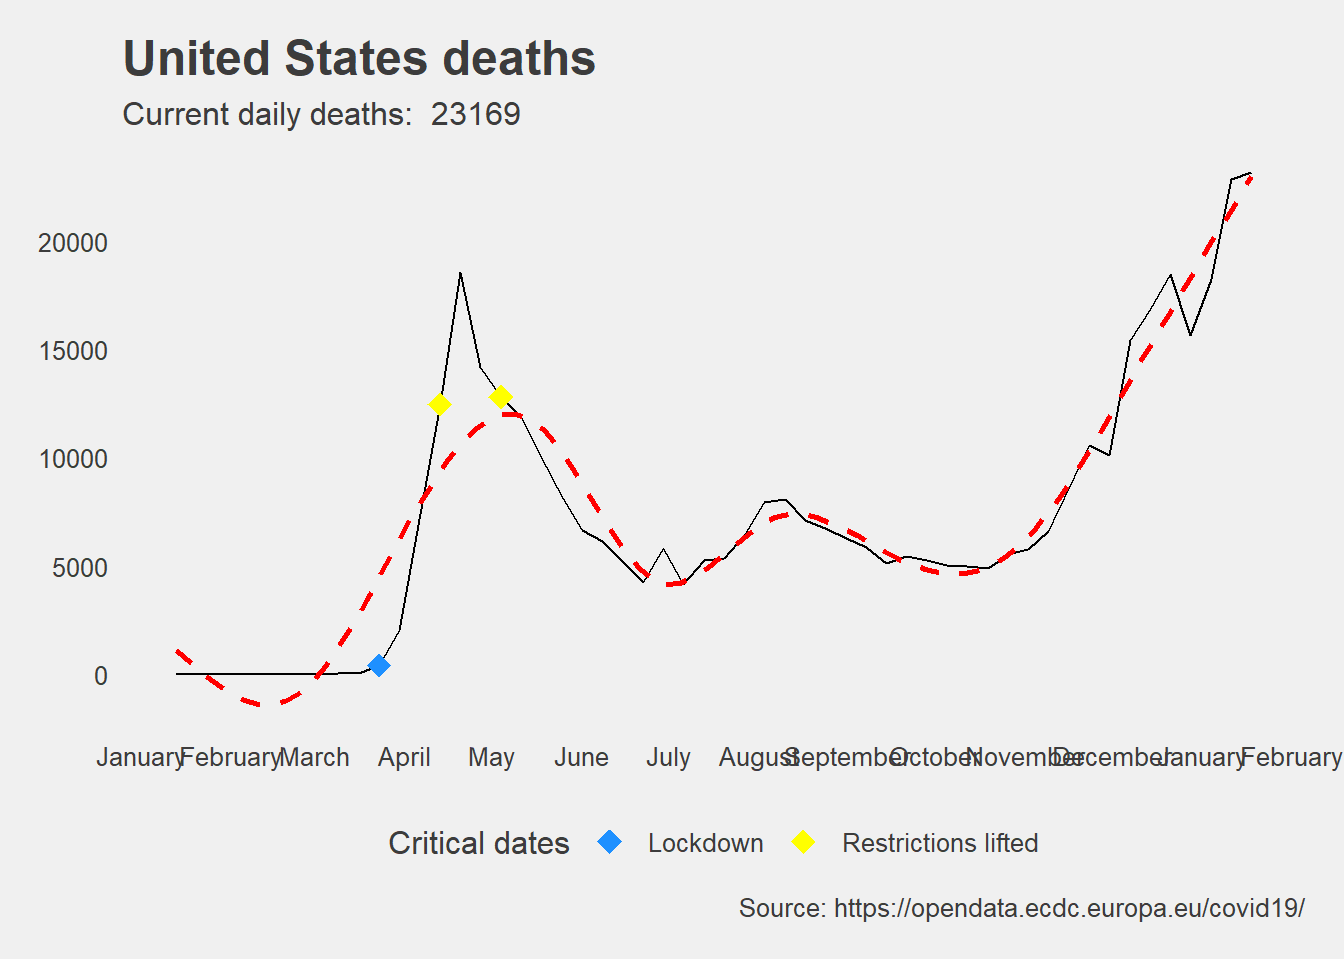 United States deaths
Current daily deaths:  23169
20000
15000
10000
5000
0
January February March April May June July August September October November December January February
Critical dates Lockdown Restrictions lifted
Source: https://opendata.ecdc.europa.eu/covid19/